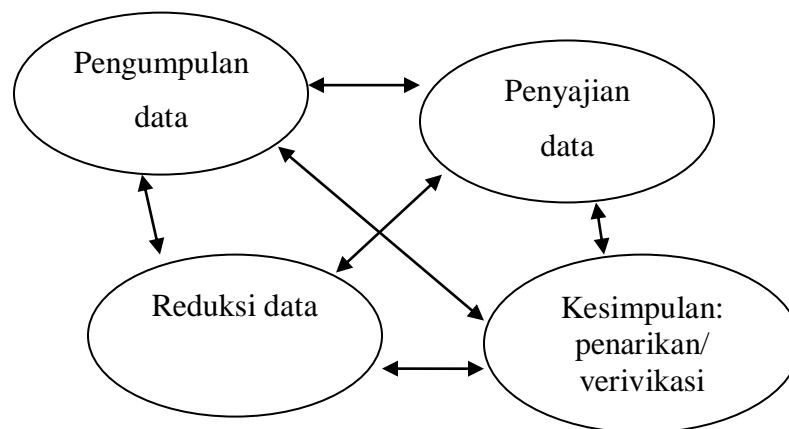 Pengumpulan
data
Penyajian
data
Reduksi data
Kesimpulan:
penarikan/
verivikasi